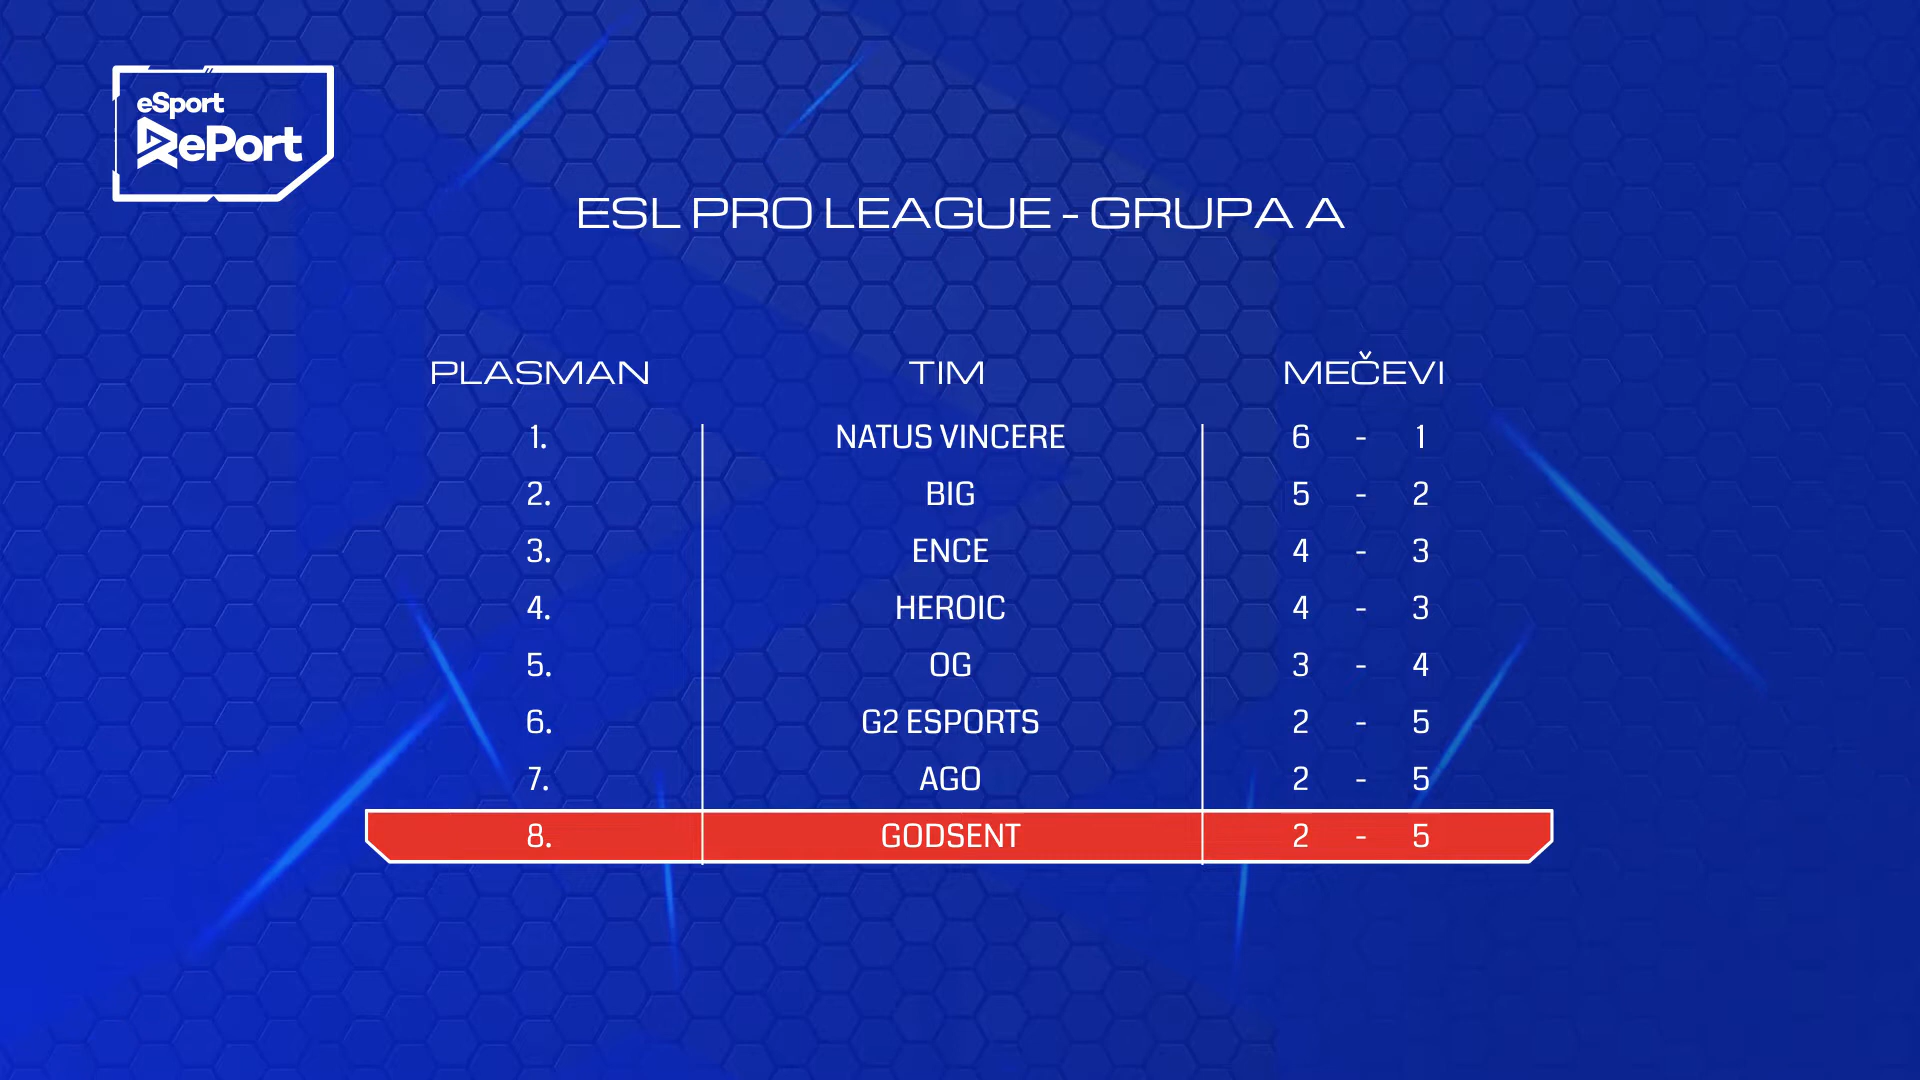 eSport
RePort
ESL PRO LEAGUE - GRUPA A
PLASMAN TIM MEČEVI
1. NATUS VINCERE 6 - 1
2. BIG 5 - 2
3. ENCE 4 - 3
4. HEROIC 4 - 3
5. OG 3 - 4
6. G2 ESPORTS 2 - 5
7. AGO 2 - 5
8. GODSENT 2 - 5